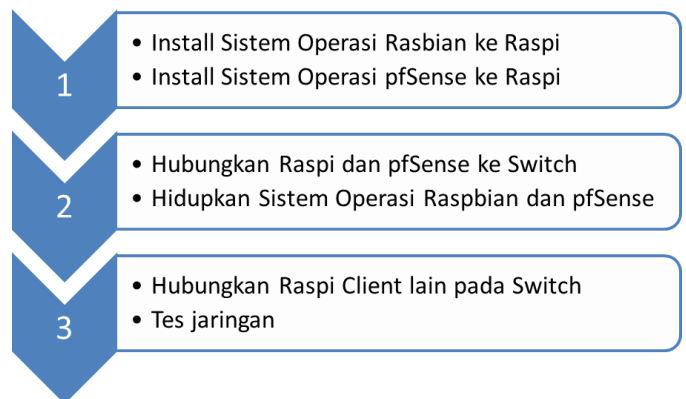 1
• Install Sistem Operasi Rasbian ke Raspi
• Install Sistem Operasi pfSense ke Raspi
2
• Hubungkan Raspi dan pfSense ke Switch
• Hidupkan Sistem Operasi Raspbian dan pfSense
3
• Hubungkan Raspi Client lain pada Switch
• Tes jaringan